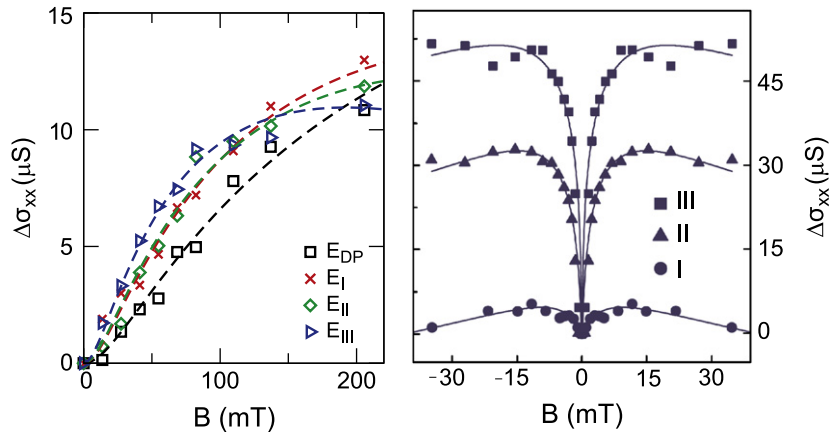 15
10
5
0
Δσxx (μS)
0
100
200
B (mT)
E_DP
E_I
E_II
E_III
III
II
I
45
30
15
0
Δσxx (μS)
−30
−15
0
15
30
B (mT)